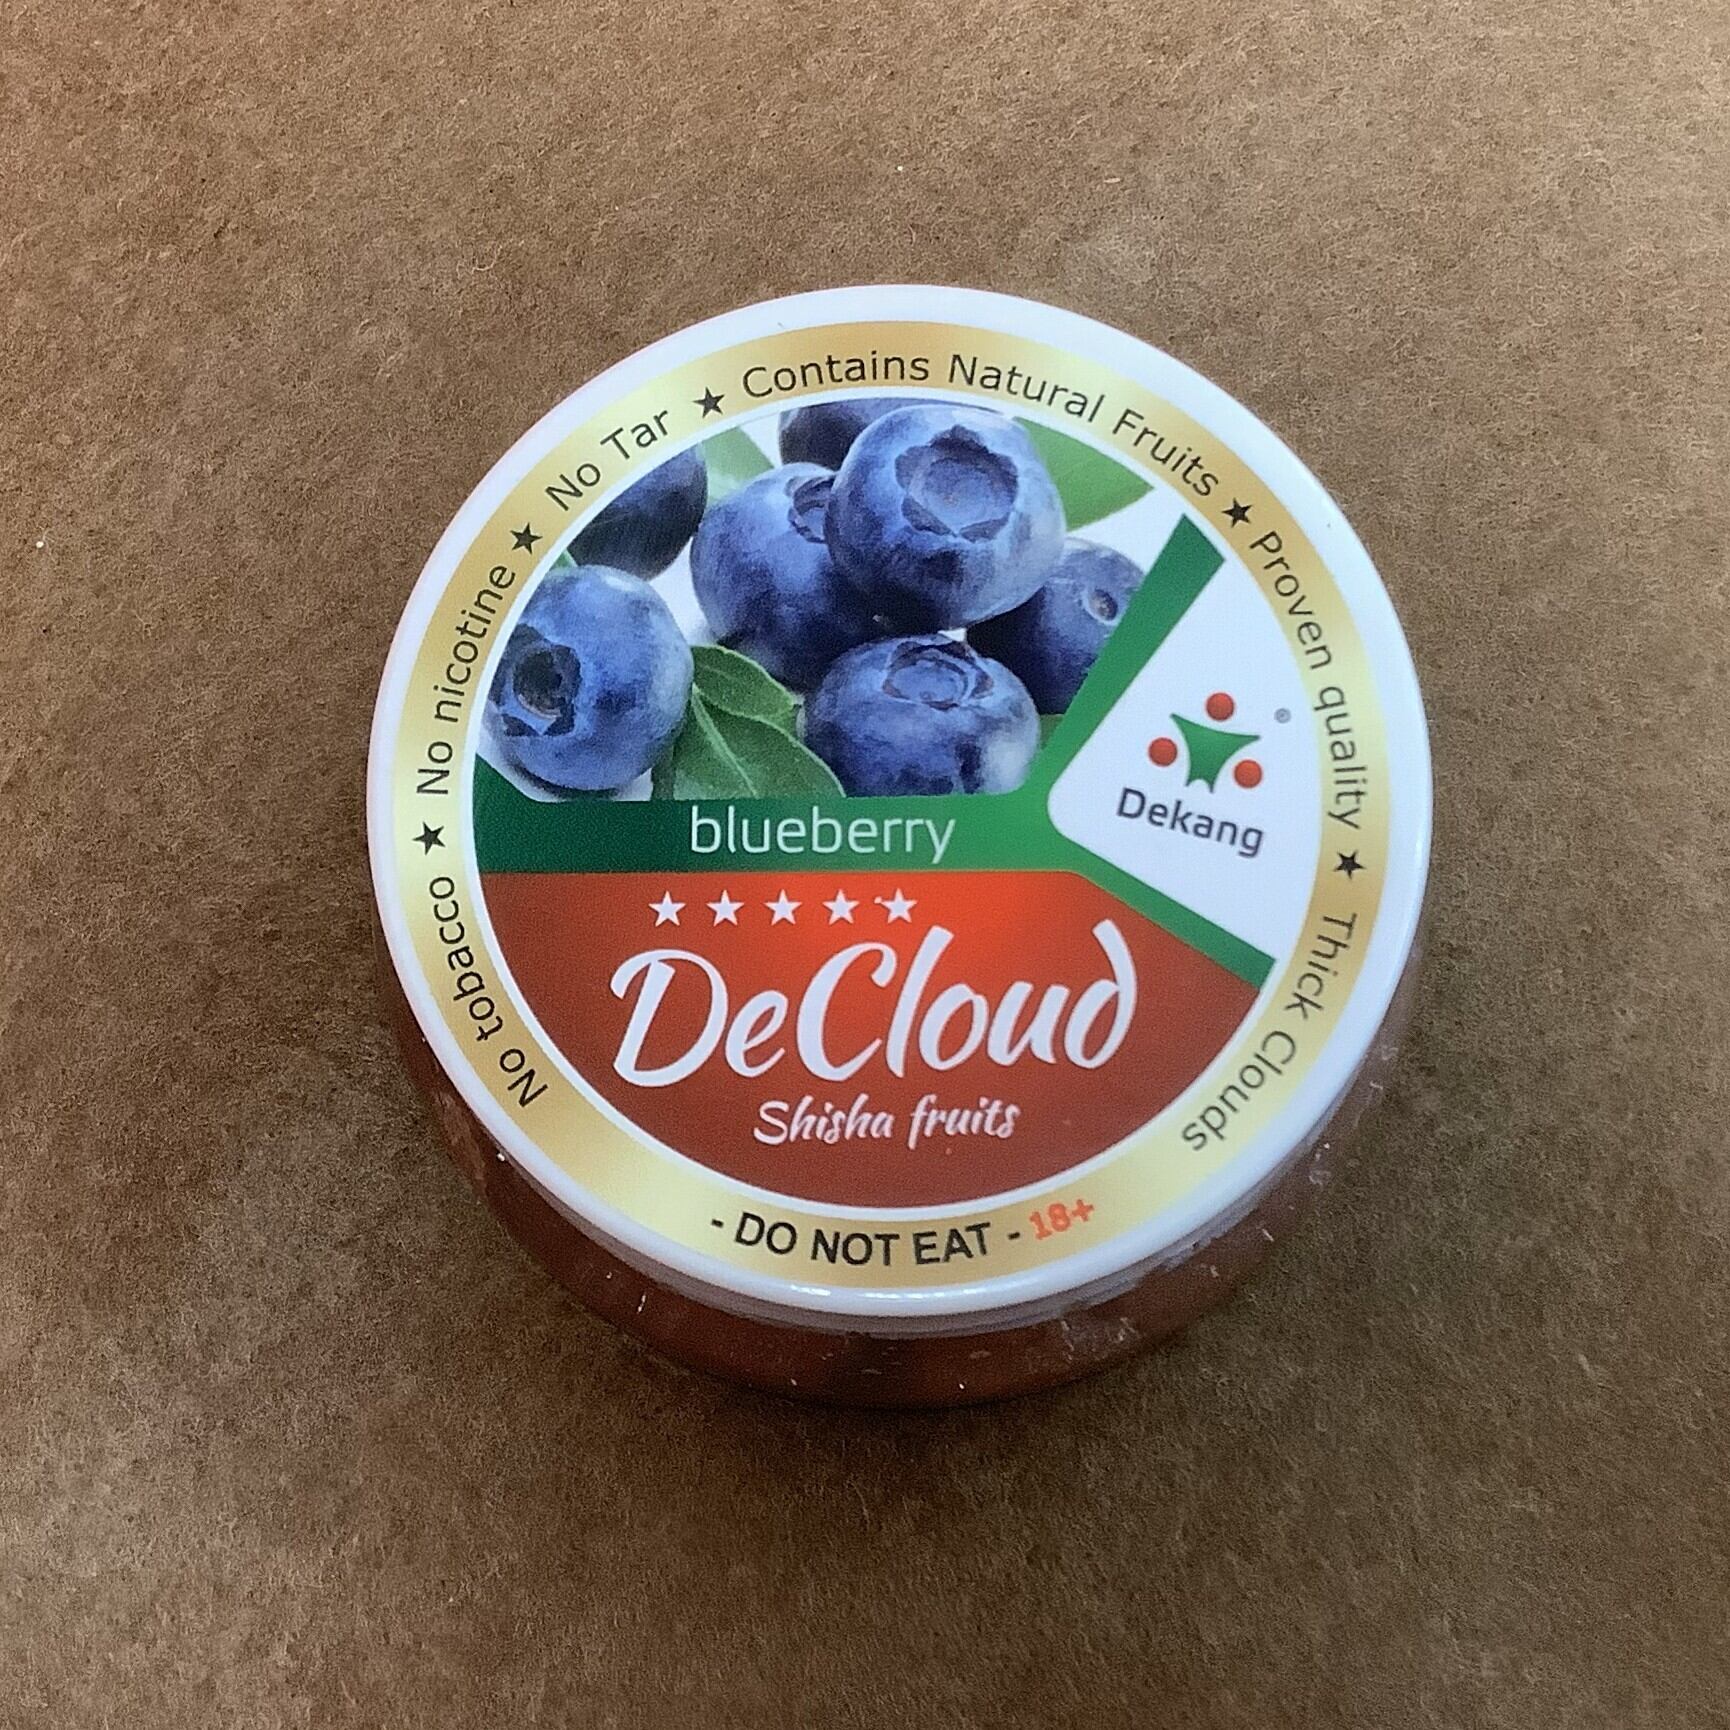 No tobacco ★ No nicotine ★ No Tar ★ Contains Natural Fruits ★ Proven quality ★ Thick Clouds
Dekang
®
blueberry
DeCloud
Shisha fruits
- DO NOT EAT - 18+